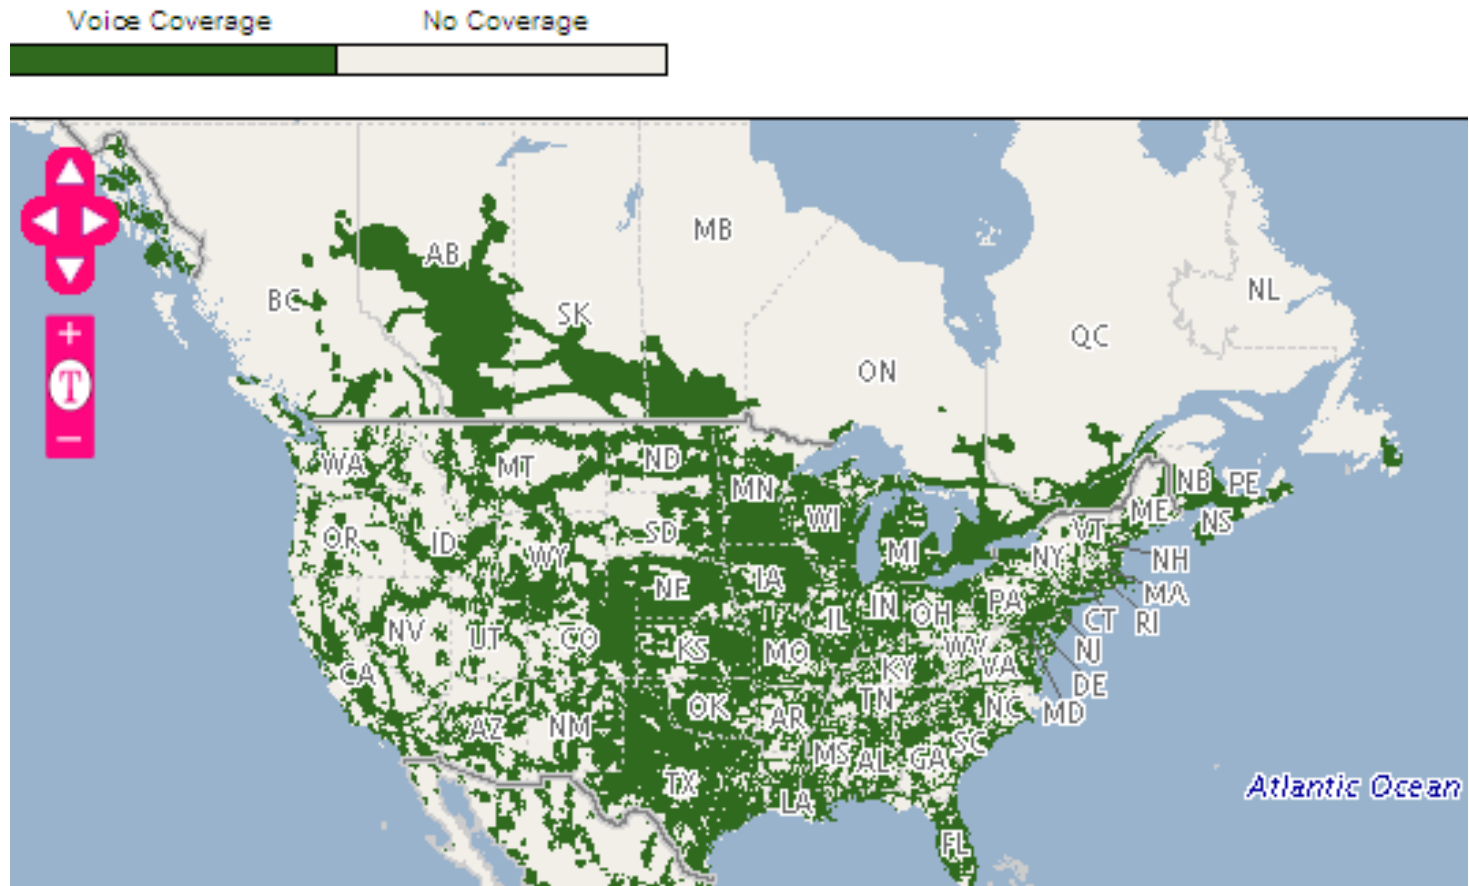 Voice Coverage No Coverage
MB
AB
BC
NL
SK
QC
ON
WA
MT
ND
NB
PE
MN
ME
WI
NS
OR
SD
VT
ID
MI
NY
WY
NH
NE
IA
MA
IN
PA
OH
CT
RI
IL
NV
UT
CO
KS
MO
WV
NJ
KY
VA
CA
DE
TN
OK
NC
MD
AR
AZ
NM
SC
MS
AL
GA
TX
Atlantic Ocean
LA
FL
+
T
−